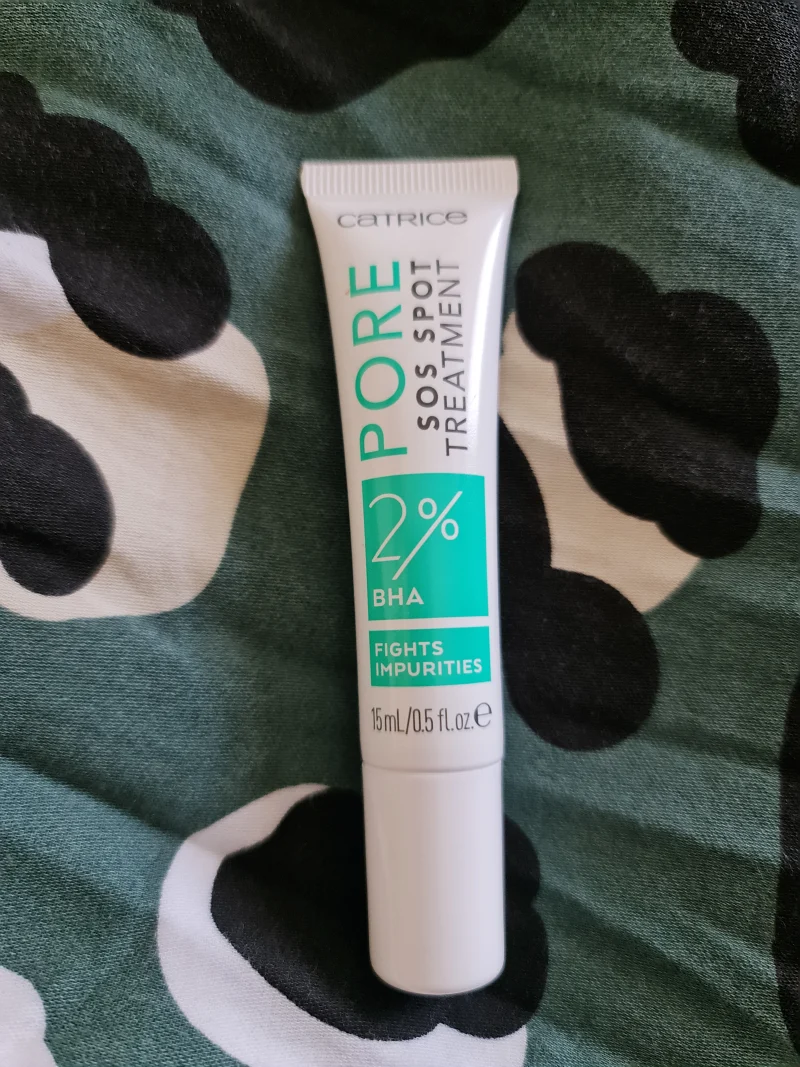 CATRICE
PORE
SOS SPOT
TREATMENT
2%
BHA
FIGHTS
IMPURITIES
15mL/0.5 fl.oz.℮